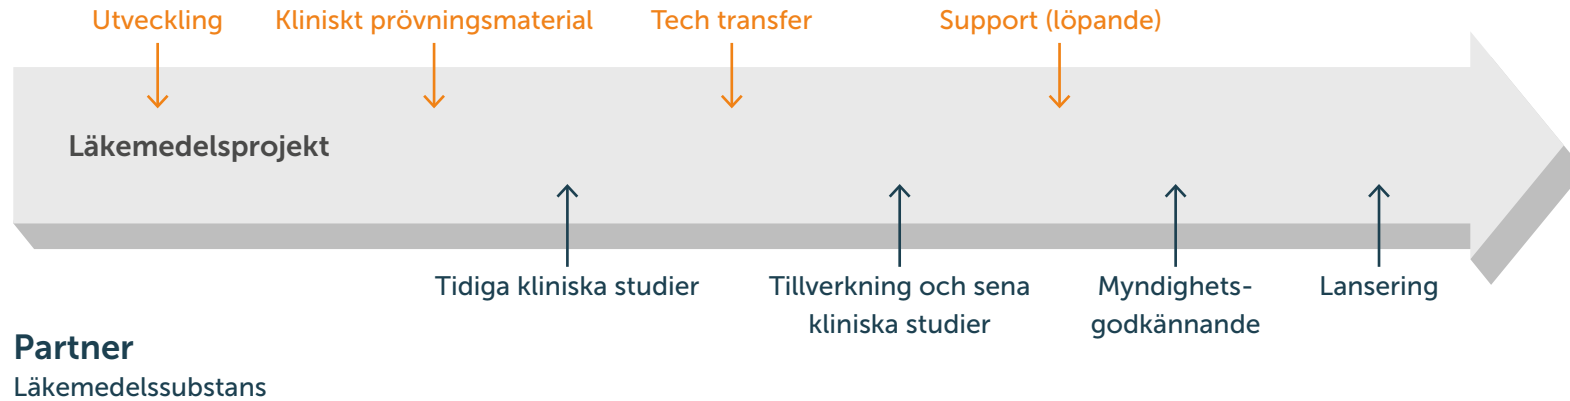 Utveckling
Kliniskt prövningsmaterial
Tech transfer
Support (löpande)
Läkemedelsprojekt
Tidiga kliniska studier
Tillverkning och sena
kliniska studier
Myndighets-
godkännande
Lansering
Partner
Läkemedelssubstans